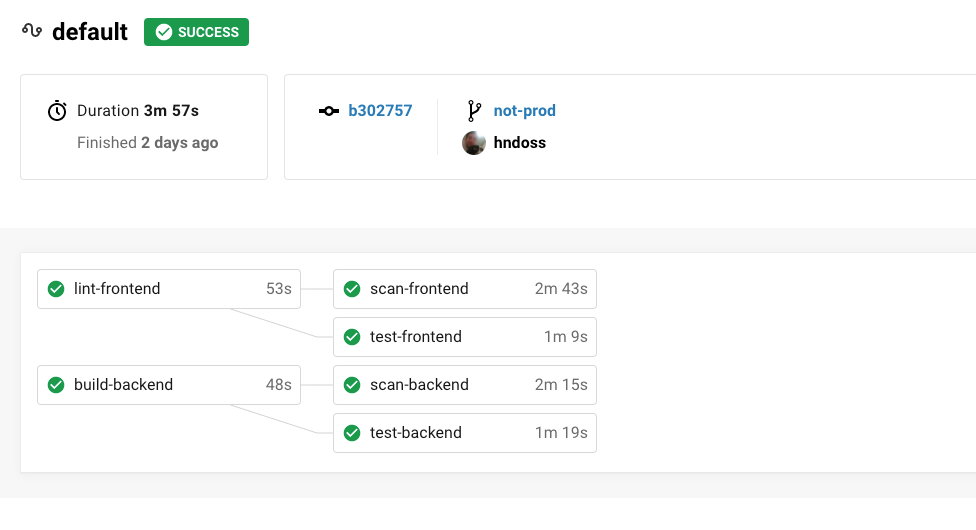 default SUCCESS
Duration 3m 57s
Finished 2 days ago
b302757
not-prod
hndoss
lint-frontend 53s
scan-frontend 2m 43s
test-frontend 1m 9s
build-backend 48s
scan-backend 2m 15s
test-backend 1m 19s